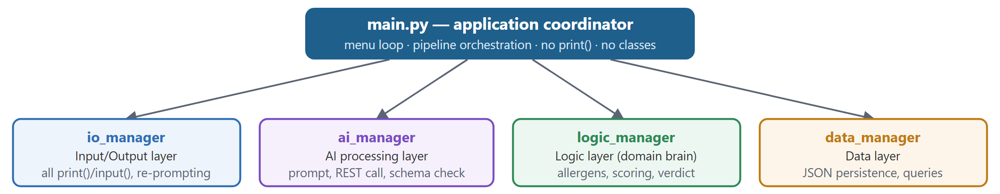 main.py — application coordinator
menu loop · pipeline orchestration · no print() · no classes
io_manager
Input/Output layer
all print()/input(), re-prompting
ai_manager
AI processing layer
prompt, REST call, schema check
logic_manager
Logic layer (domain brain)
allergens, scoring, verdict
data_manager
Data layer
JSON persistence, queries